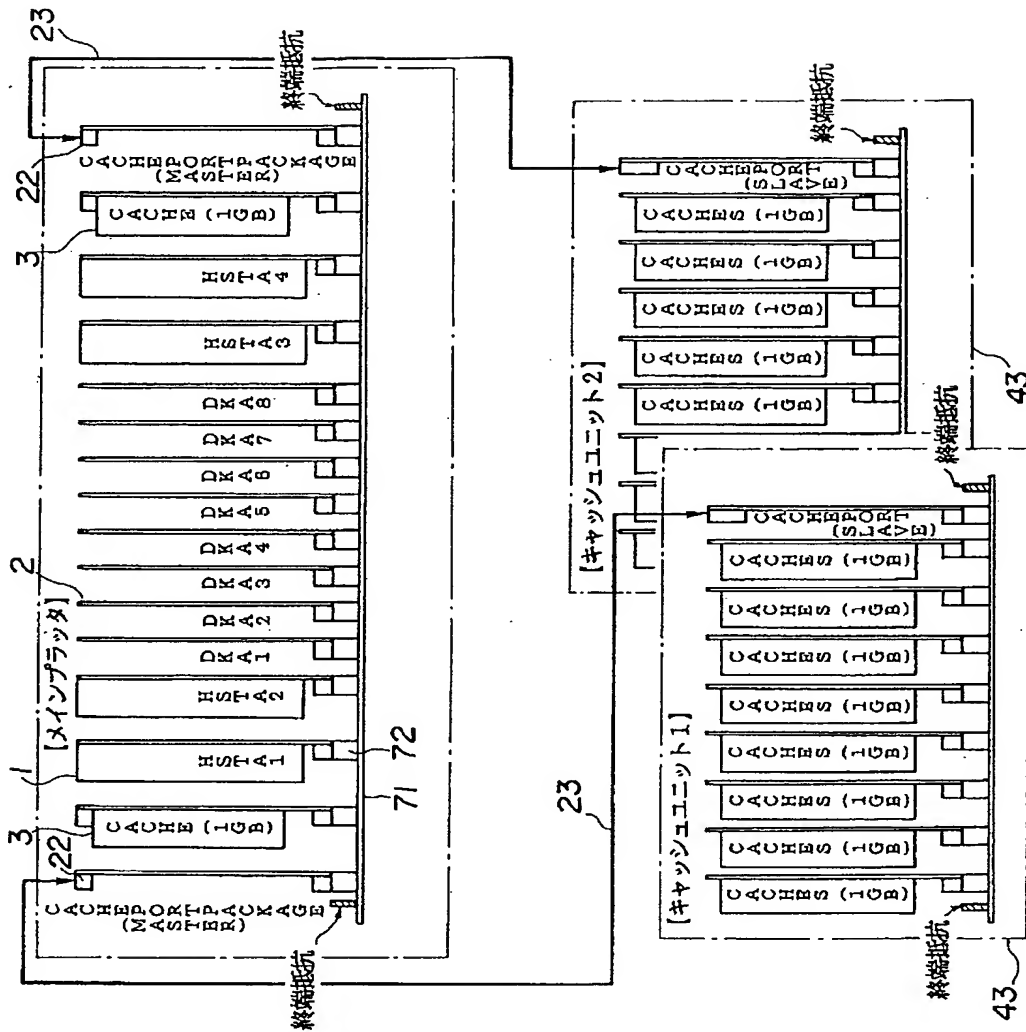 23
22
CACHE PORT PACKAGE
(MASTER)
終端抵抗
3
CACHE (1GB)
HSTA4
HSTA3
DKA8
DKA7
DKA6
DKA5
DKA4
DKA3
2
DKA2
DKA1
[メインプラッタ]
HSTA2
1
HSTA1
72
71
3
CACHE (1GB)
22
CACHE PORT PACKAGE
(MASTER)
終端抵抗
23
[キャッシュユニット2]
終端抵抗
CACHE PORT
(SLAVE)
CACHES (1GB)
CACHES (1GB)
CACHES (1GB)
CACHES (1GB)
CACHES (1GB)
43
[キャッシュユニット1]
終端抵抗
CACHE PORT
(SLAVE)
CACHES (1GB)
CACHES (1GB)
CACHES (1GB)
CACHES (1GB)
CACHES (1GB)
CACHES (1GB)
CACHES (1GB)
CACHES (1GB)
終端抵抗
43